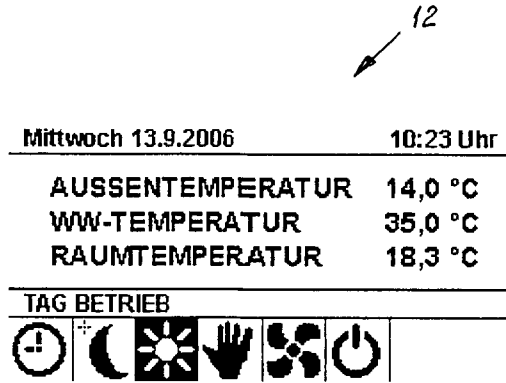 12
Mittwoch 13.9.2006 10:23 Uhr
AUSSENTEMPERATUR 14,0 °C
WW-TEMPERATUR 35,0 °C
RAUMTEMPERATUR 18,3 °C
TAG BETRIEB